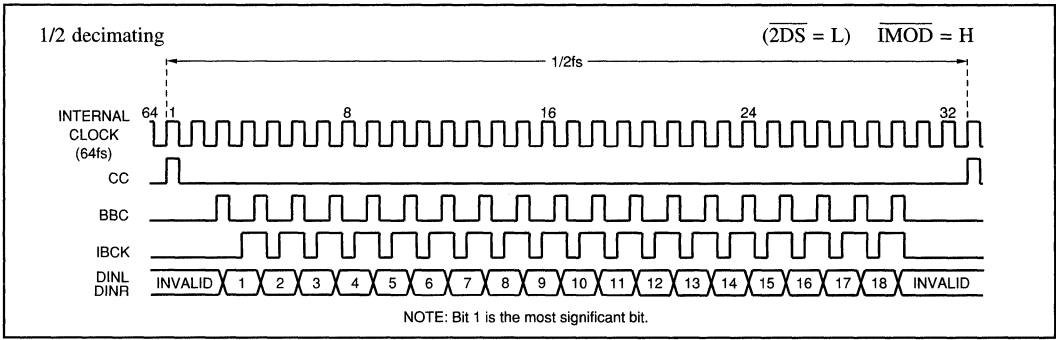 1/2 decimating
(2DS = L) IMOD = H
1/2fs
INTERNAL CLOCK (64fs)
64 1 8 16 24 32
CC
BBC
IBCK
DINL
DINR
INVALID 1 2 3 4 5 6 7 8 9 10 11 12 13 14 15 16 17 18 INVALID
NOTE: Bit 1 is the most significant bit.